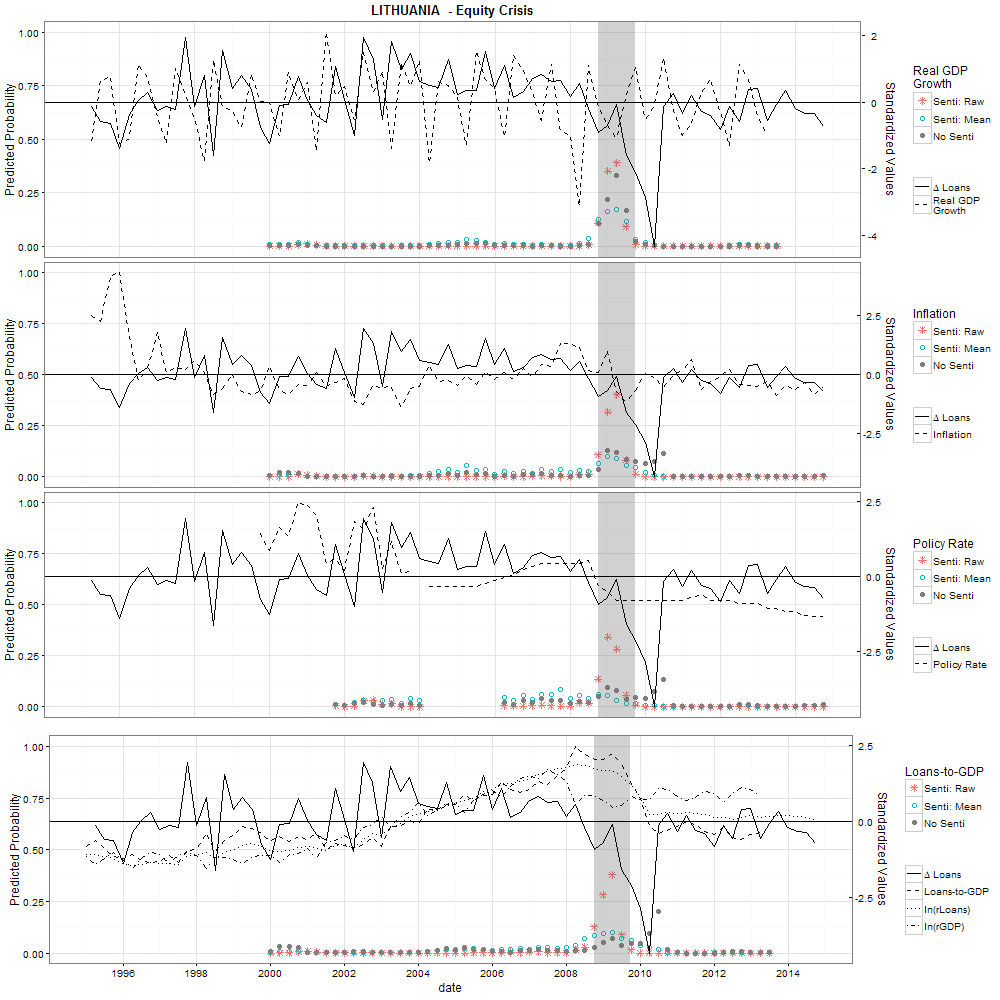 LITHUANIA - Equity Crisis
1.00
0.75
0.50
0.25
0.00
Predicted Probability
2
0
-2
-4
Standardized Values
Real GDP
Growth
Senti: Raw
Senti: Mean
No Senti
Δ Loans
Real GDP
Growth
1.00
0.75
0.50
0.25
0.00
Predicted Probability
2.5
0.0
-2.5
Standardized Values
Inflation
Senti: Raw
Senti: Mean
No Senti
Δ Loans
Inflation
1.00
0.75
0.50
0.25
0.00
Predicted Probability
2.5
0.0
-2.5
Standardized Values
Policy Rate
Senti: Raw
Senti: Mean
No Senti
Δ Loans
Policy Rate
1.00
0.75
0.50
0.25
0.00
Predicted Probability
2.5
0.0
-2.5
Standardized Values
Loans-to-GDP
Senti: Raw
Senti: Mean
No Senti
Δ Loans
Loans-to-GDP
ln(rLoans)
ln(rGDP)
1996 1998 2000 2002 2004 2006 2008 2010 2012 2014
date